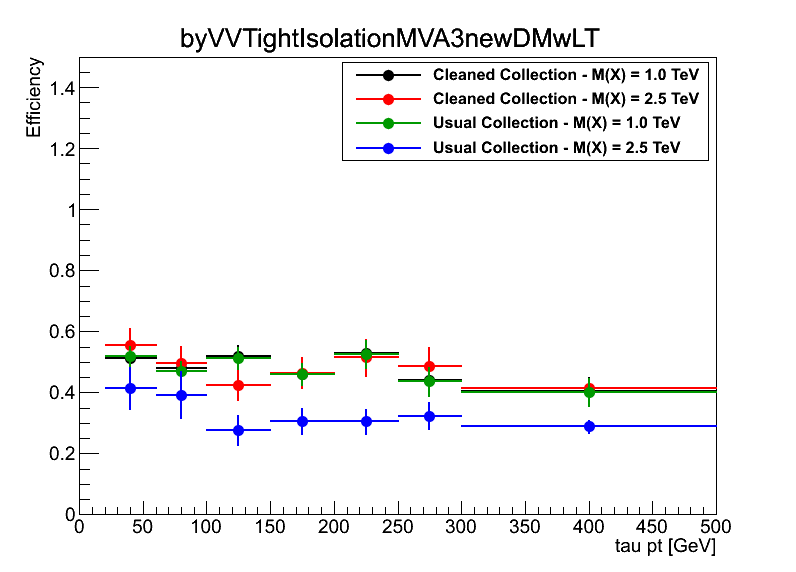 byVVTightIsolationMVA3newDMwLT
Efficiency
Cleaned Collection - M(X) = 1.0 TeV
Cleaned Collection - M(X) = 2.5 TeV
Usual Collection - M(X) = 1.0 TeV
Usual Collection - M(X) = 2.5 TeV
1.4
1.2
1
0.8
0.6
0.4
0.2
0
0 50 100 150 200 250 300 350 400 450 500
tau pt [GeV]